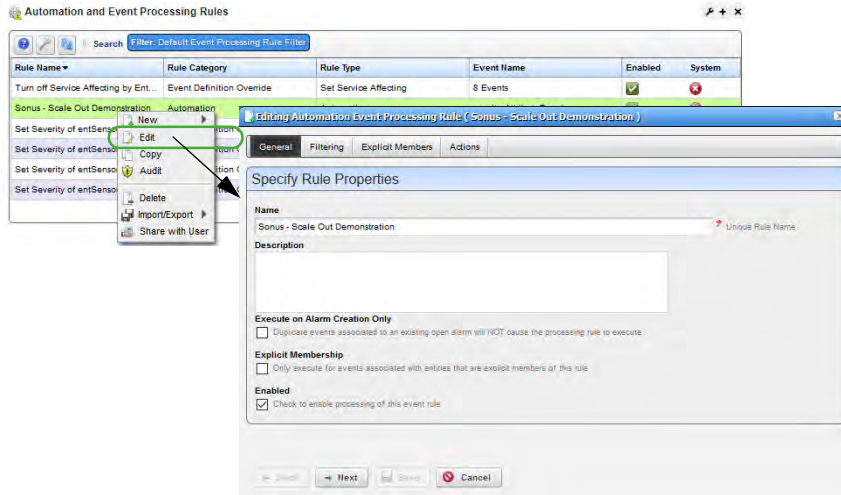 Automation and Event Processing Rules
Search Filter: Default Event Processing Rule Filter
Rule Name Rule Category Rule Type Event Name Enabled System
Turn off Service Affecting by Ent... Event Definition Override Set Service Affecting 8 Events
Sonus - Scale Out Demonstration Automation
Set Severity of entSenso
Set Severity of entSenso
Set Severity of entSenso
Set Severity of entSenso
New
Edit
Copy
Audit
Delete
Import/Export
Share with User
Editing Automation Event Processing Rule ( Sonus - Scale Out Demonstration )
General Filtering Explicit Members Actions
Specify Rule Properties
Name
Sonus - Scale Out Demonstration * Unique Rule Name
Description
Execute on Alarm Creation Only
Duplicate events associated to an existing open alarm will NOT cause the processing rule to execute
Explicit Membership
Only execute for events associated with entities that are explicit members of this rule
Enabled
Check to enable processing of this event rule
Back Next Save Cancel